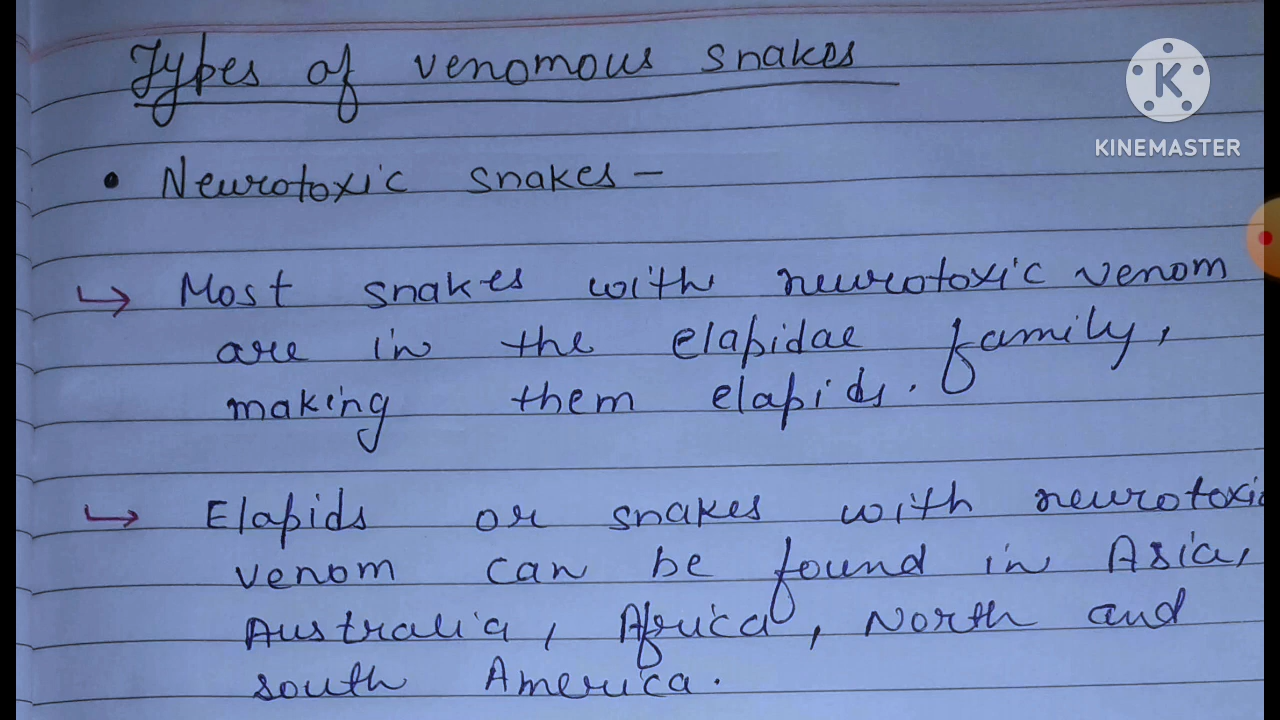 Types of venomous snakes
KINEMASTER
• Neurotoxic snakes –
↳ Most snakes with neurotoxic venom
are in the elapidae family,
making them elapids.
↳ Elapids or snakes with neurotoxic
venom can be found in Asia,
Australia, Africa, North and
south America.